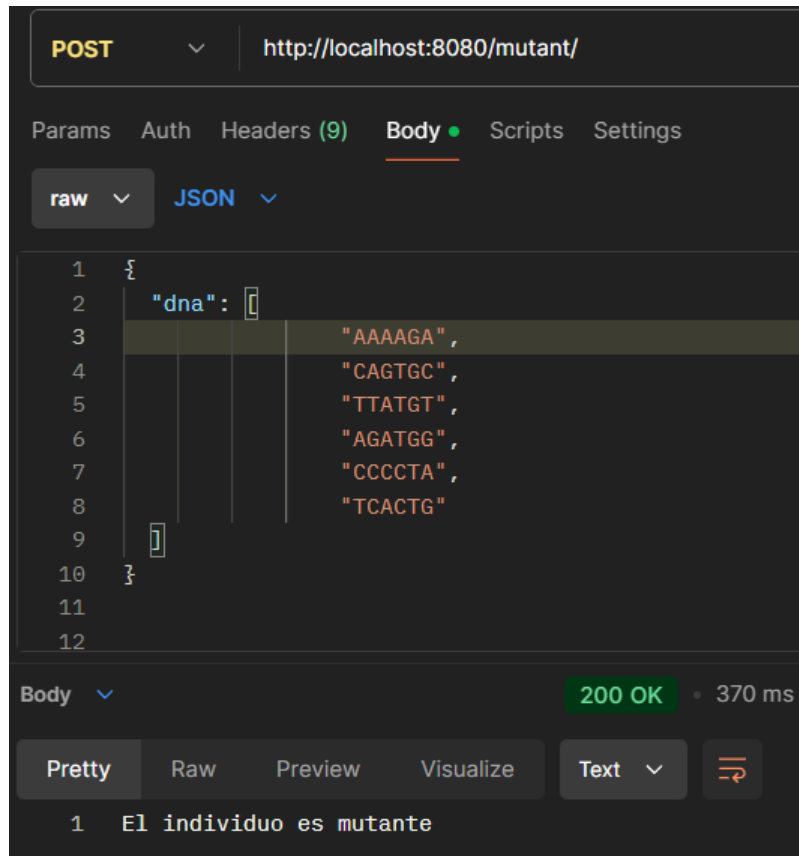 POST http://localhost:8080/mutant/
Params Auth Headers (9) Body Scripts Settings
raw JSON
1 {
2 "dna": [
3 "AAAAGA",
4 "CAGTGC",
5 "TTATGT",
6 "AGATGG",
7 "CCCCTA",
8 "TCACTG"
9 ]
10 }
11
12
Body 200 OK • 370 ms
Pretty Raw Preview Visualize Text
1 El individuo es mutante